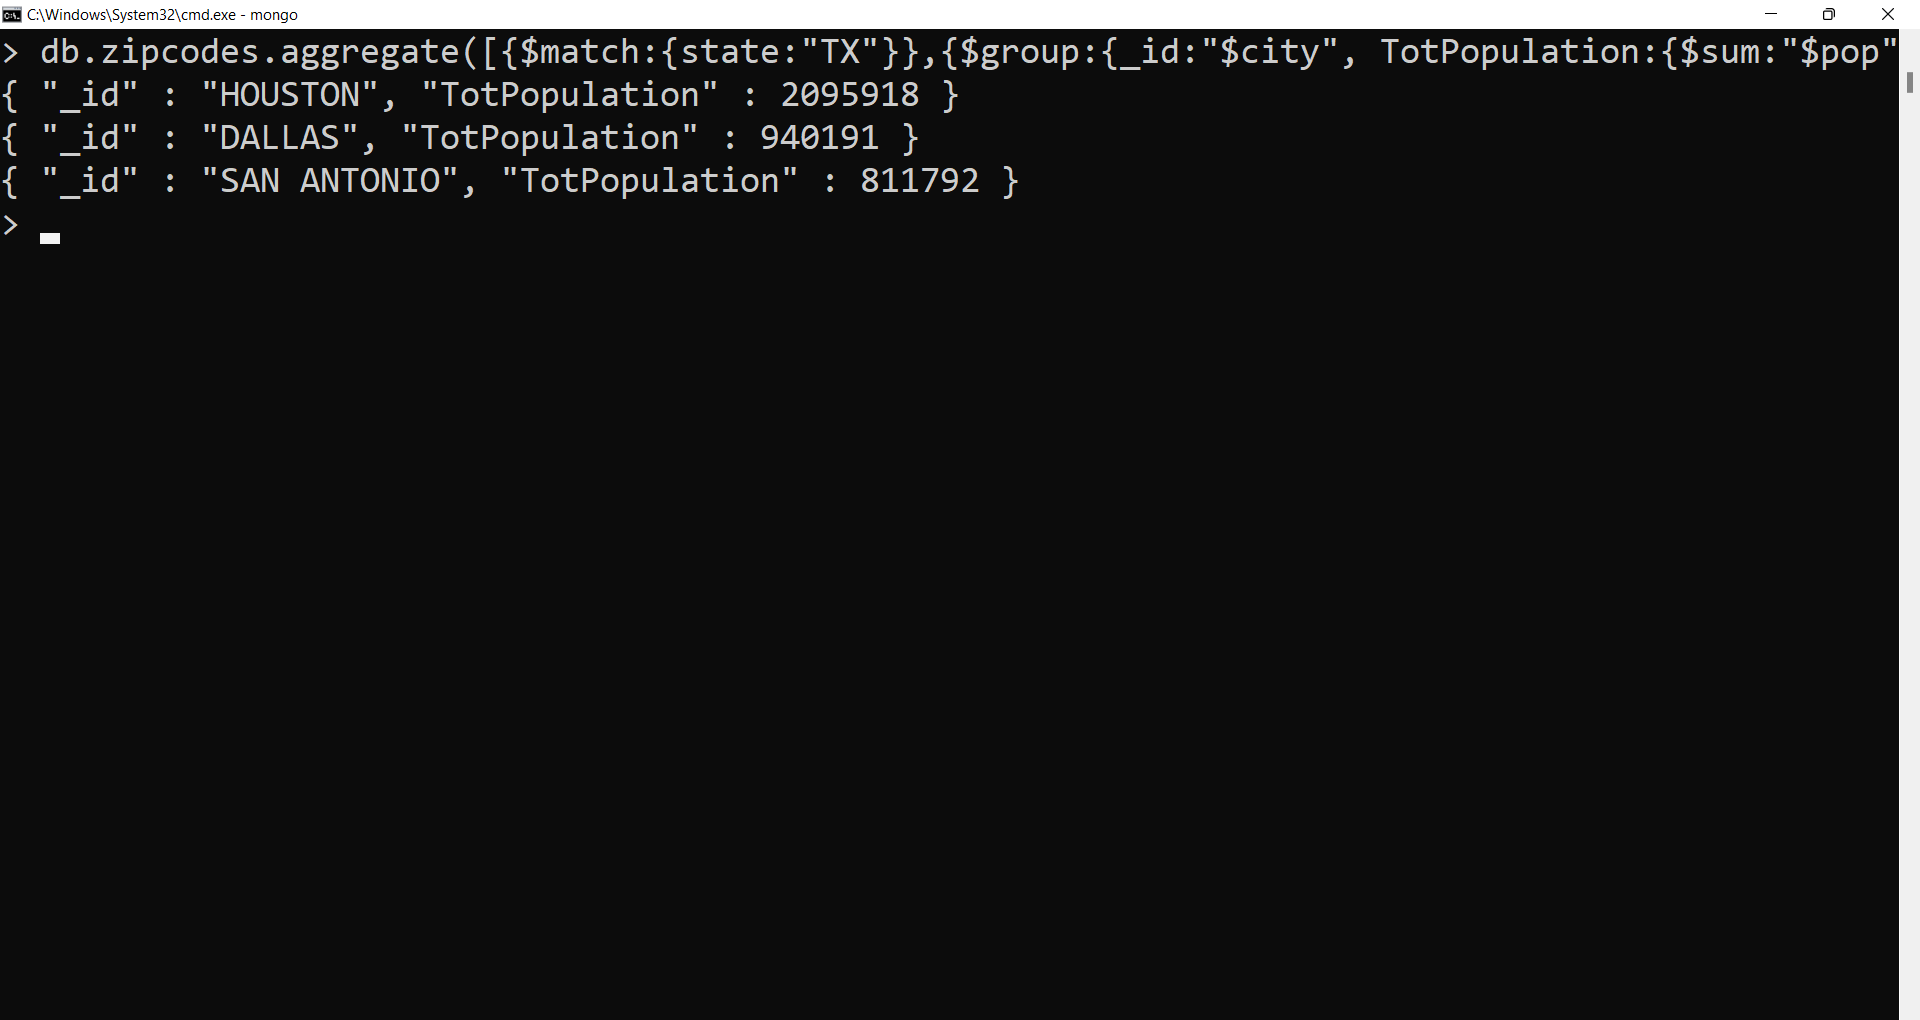 C:\Windows\System32\cmd.exe - mongo
> db.zipcodes.aggregate([{$match:{state:"TX"}},{$group:{_id:"$city", TotPopulation:{$sum:"$pop"
{ "_id" : "HOUSTON", "TotPopulation" : 2095918 }
{ "_id" : "DALLAS", "TotPopulation" : 940191 }
{ "_id" : "SAN ANTONIO", "TotPopulation" : 811792 }
>